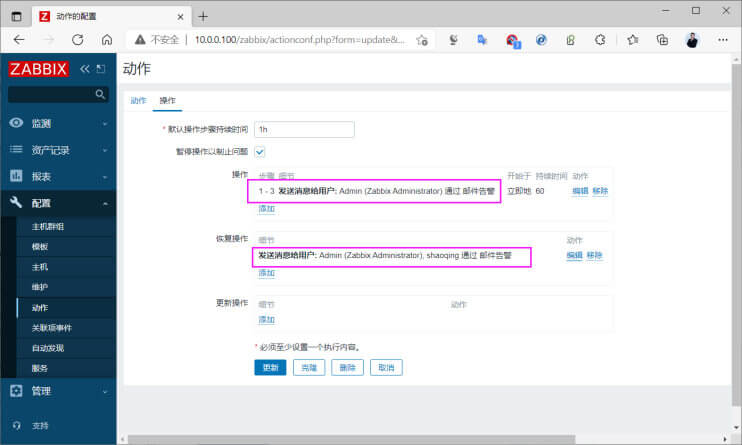 动作的配置
不安全
10.0.0.100/zabbix/actionconf.php?form=update&...
ZABBIX
动作
监测
资产记录
报表
配置
主机群组
模板
主机
维护
动作
关联项事件
自动发现
服务
管理
支持
动作 操作
* 默认操作步骤持续时间 1h
暂停操作以制止问题
操作 步骤 细节 开始于 持续时间 动作
1 - 3 发送消息给用户: Admin (Zabbix Administrator) 通过 邮件告警 立即地 60 编辑 移除
添加
恢复操作 细节 动作
发送消息给用户: Admin (Zabbix Administrator), shaoqing 通过 邮件告警 编辑 移除
添加
更新操作 细节 动作
添加
* 必须至少设置一个执行内容。
更新 克隆 删除 取消